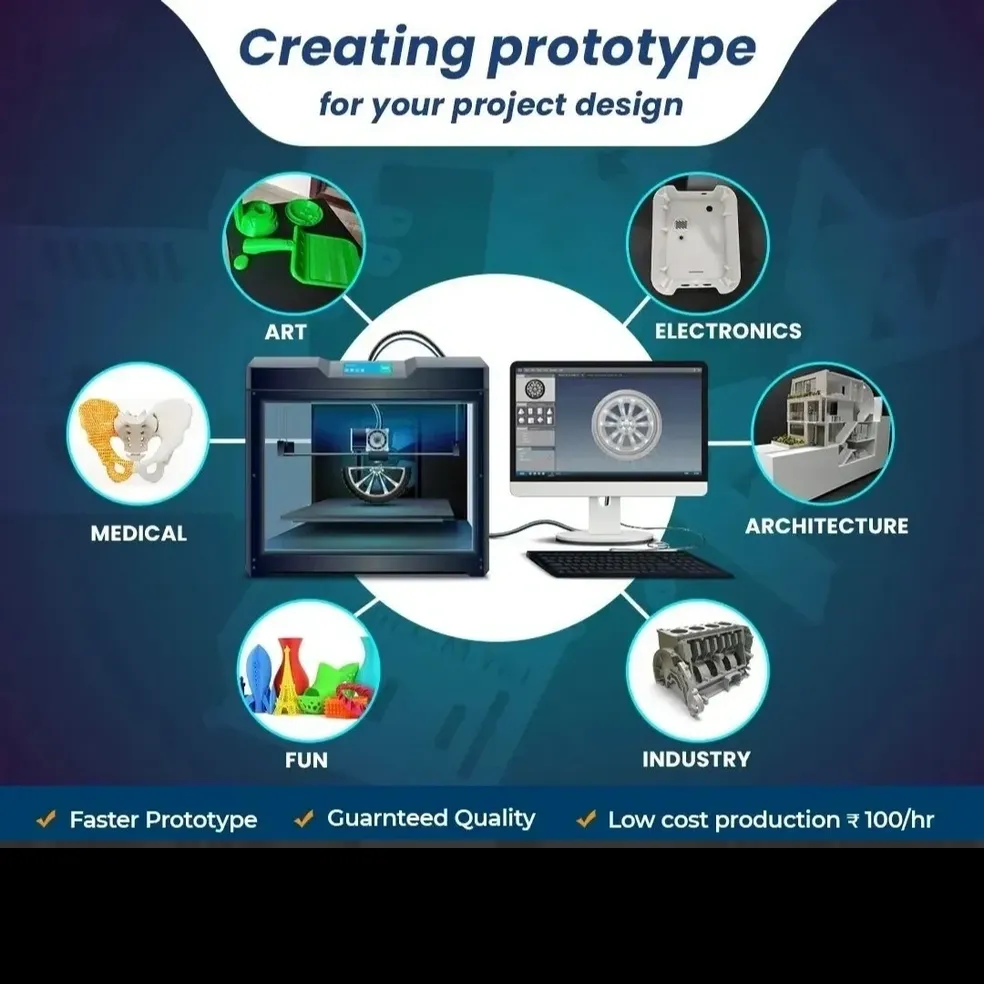 Creating prototype
for your project design
ART
ELECTRONICS
MEDICAL
ARCHITECTURE
FUN
INDUSTRY
✓ Faster Prototype ✓ Guarnteed Quality ✓ Low cost production ₹ 100/hr